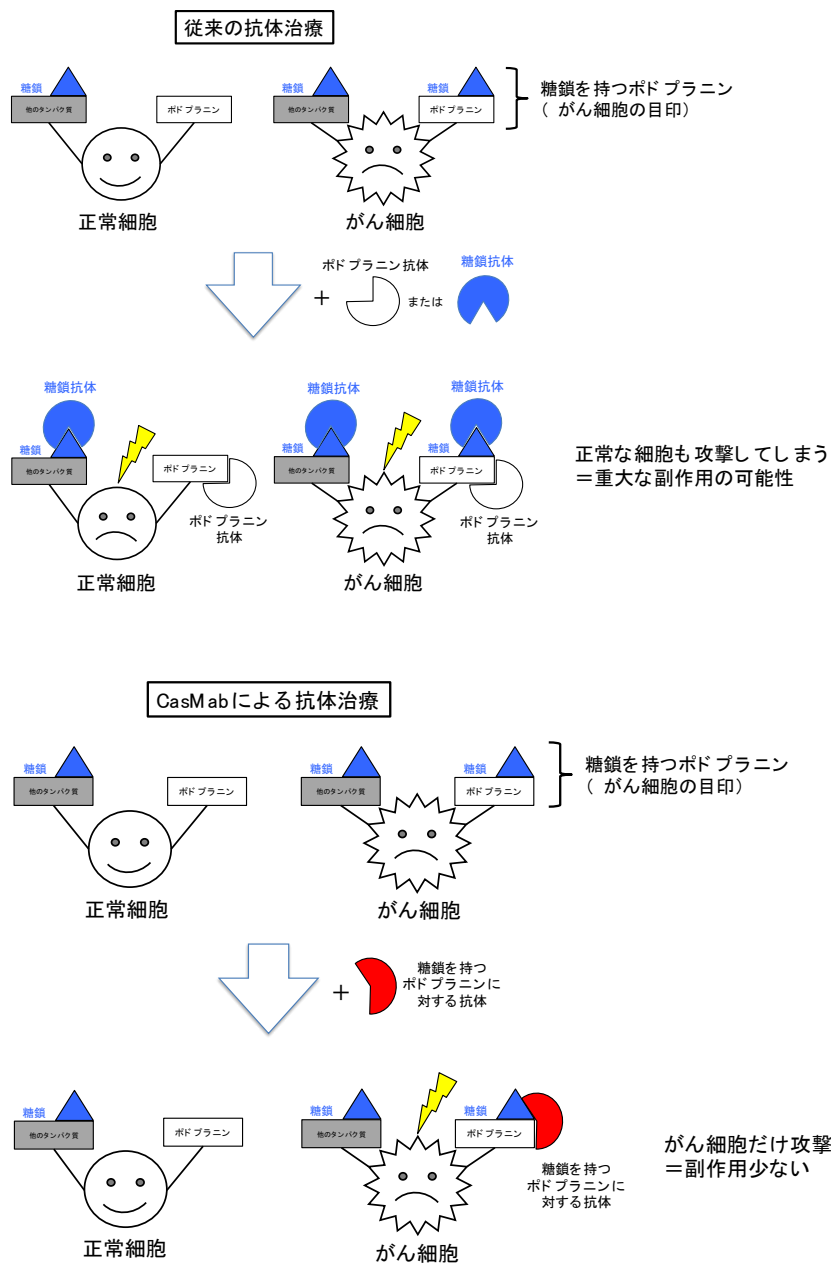 従来の抗体治療
糖鎖
他のタンパク質
ポドプラニン
正常細胞
糖鎖
他のタンパク質
糖鎖
ポドプラニン
がん細胞
糖鎖を持つポドプラニン
( がん細胞の目印)
+
ポドプラニン抗体
または
糖鎖抗体
糖鎖抗体
糖鎖
他のタンパク質
ポドプラニン
ポドプラニン
抗体
正常細胞
糖鎖抗体
糖鎖
他のタンパク質
糖鎖抗体
糖鎖
ポドプラニン
ポドプラニン
抗体
がん細胞
正常な細胞も攻撃してしまう
=重大な副作用の可能性
CasMabによる抗体治療
糖鎖
他のタンパク質
ポドプラニン
正常細胞
糖鎖
他のタンパク質
糖鎖
ポドプラニン
がん細胞
糖鎖を持つポドプラニン
( がん細胞の目印)
+
糖鎖を持つ
ポドプラニンに
対する抗体
糖鎖
他のタンパク質
ポドプラニン
正常細胞
糖鎖
他のタンパク質
糖鎖
ポドプラニン
糖鎖を持つ
ポドプラニンに
対する抗体
がん細胞
がん細胞だけ攻撃
=副作用少ない